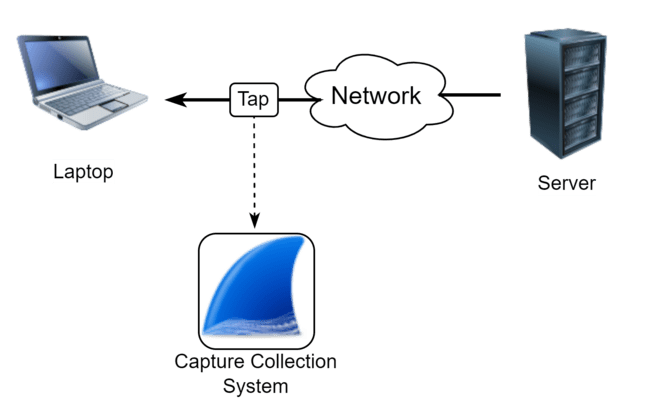 Tap
Network
Laptop
Server
Capture Collection
System